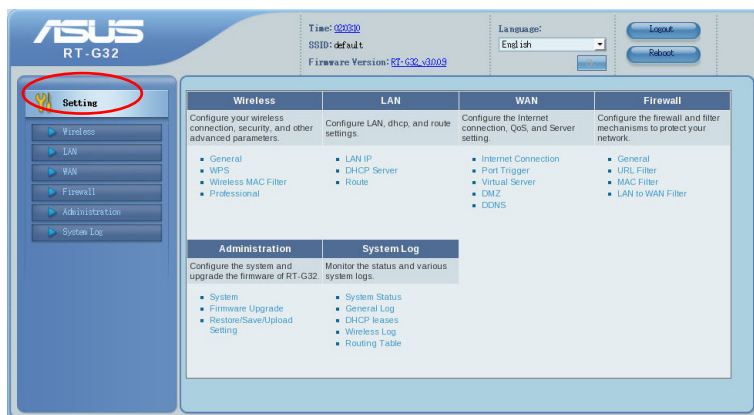 ASUS
RT-G32
Time: 020310
SSID: default
Firmware Version: RT-G32_v3.0.0.9
Language:
English
Logout
Reboot
Setting
Wireless
LAN
WAN
Firewall
Administration
System Log
Wireless
Configure your wireless
connection, security, and other
advanced parameters.
General
WPS
Wireless MAC Filter
Professional
LAN
Configure LAN, dhcp, and route
settings.
LAN IP
DHCP Server
Route
WAN
Configure the Internet
connection, QoS, and Server
setting.
Internet Connection
Port Trigger
Virtual Server
DMZ
DDNS
Firewall
Configure the firewall and filter
mechanisms to protect your
network.
General
URL Filter
MAC Filter
LAN to WAN Filter
Administration
Configure the system and
upgrade the firmware of RT-G32.
System
Firmware Upgrade
Restore/Save/Upload
Setting
System Log
Monitor the status and various
system logs.
System Status
General Log
DHCP leases
Wireless Log
Routing Table